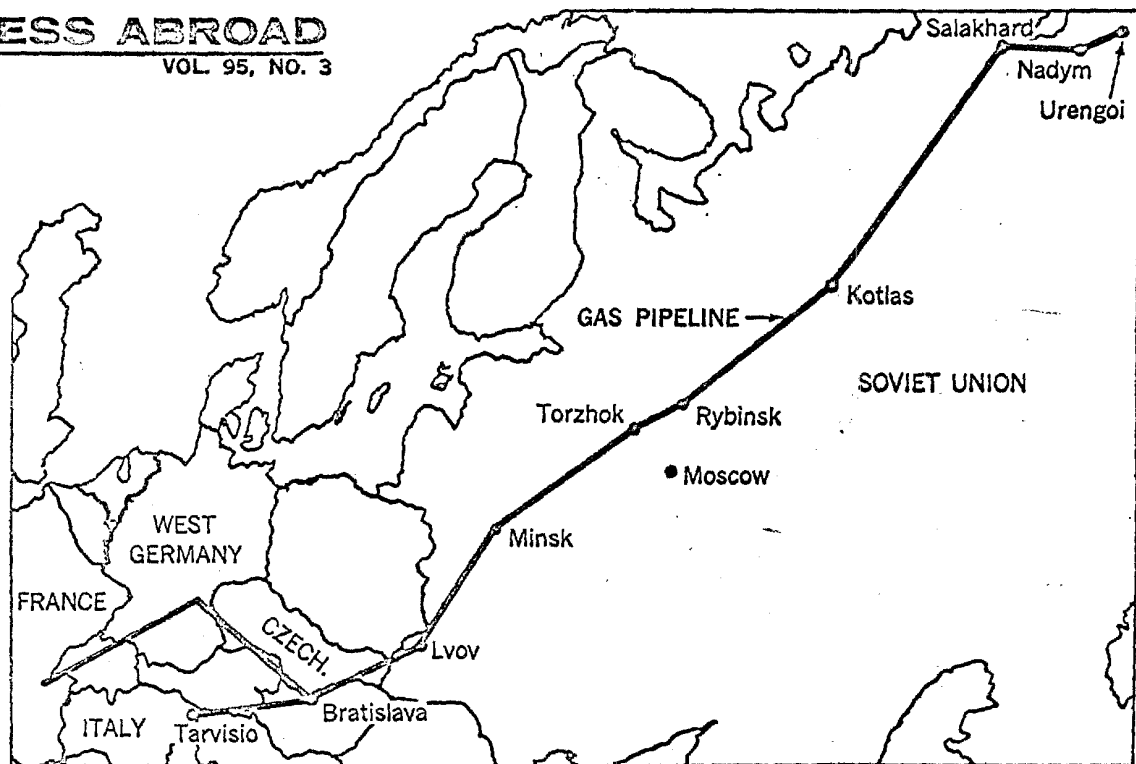 ESS ABROAD
VOL. 95, NO. 3
Salakhard
Nadym
Urengoi
Kotlas
GAS PIPELINE
SOVIET UNION
Torzhok
Rybinsk
Moscow
WEST
GERMANY
Minsk
FRANCE
CZECH.
Lvov
Bratislava
ITALY
Tarvisio